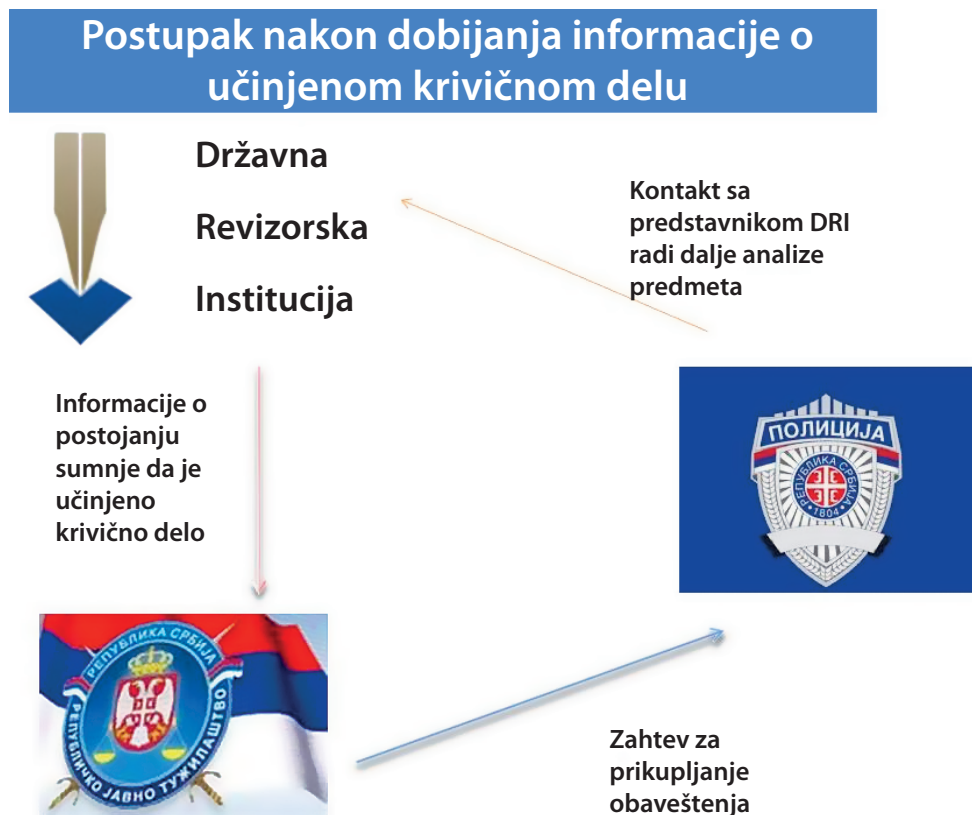 Postupak nakon dobijanja informacije o
učinjenom krivičnom delu
Državna
Revizorska
Institucija
Kontakt sa
predstavnikom DRI
radi dalje analize
predmeta
Informacije o
postojanju
sumnje da je
učinjeno
krivično delo
ПОЛИЦИЈА
РЕПУБЛИКА СРБИЈА
1804
РЕПУБЛИКА СРБИЈА
РЕПУБЛИЧКО ЈАВНО ТУЖИЛАШТВО
Zahtev za
prikupljanje
obaveštenja